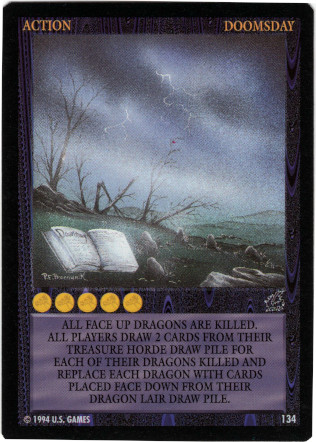 ACTION DOOMSDAY
ALL FACE UP DRAGONS ARE KILLED.
ALL PLAYERS DRAW 2 CARDS FROM THEIR
TREASURE HORDE DRAW PILE FOR
EACH OF THEIR DRAGONS KILLED AND
REPLACE EACH DRAGON WITH CARDS
PLACED FACE DOWN FROM THEIR
DRAGON LAIR DRAW PILE.
© 1994 U.S. GAMES 134